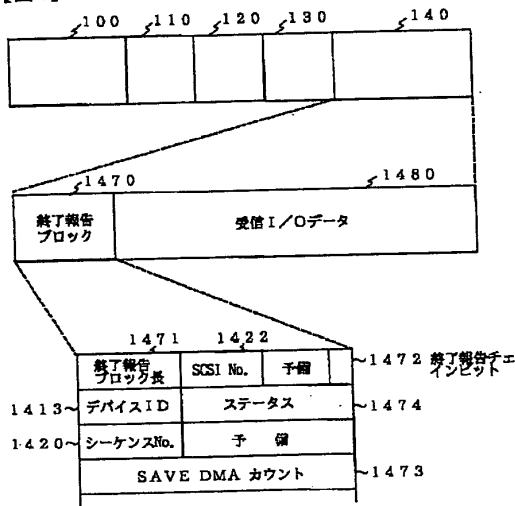 100 110 120 130 140
1470 1480
終了報告
ブロック
受信I/Oデータ
1471 1422
終了報告
ブロック長
SCSI No.
予備
1472 終了報告チェ
インビット
1413
デバイスID
ステータス
1474
1420
シーケンスNo.
予 備
SAVE DMA カウント
1473